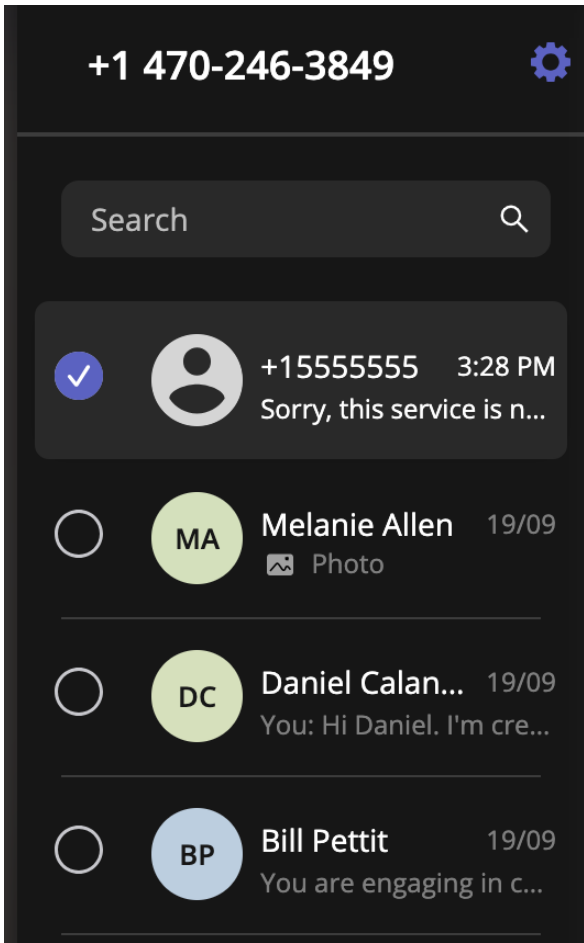 +1 470-246-3849
Search
+15555555 3:28 PM
Sorry, this service is n...
MA Melanie Allen 19/09
Photo
DC Daniel Calan... 19/09
You: Hi Daniel. I'm cre...
BP Bill Pettit 19/09
You are engaging in c...